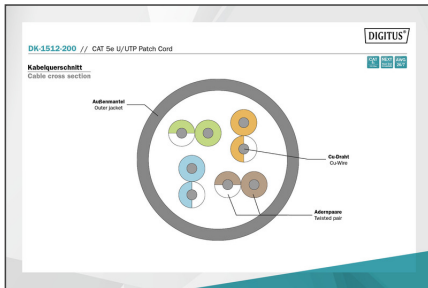 DIGITUS®
DK-1512-200 // CAT 5e U/UTP Patch Cord
Kabelquerschnitt
Cable cross section
Außenmantel
Outer jacket
Cu-Draht
Cu-Wire
Adernpaare
Twisted pair